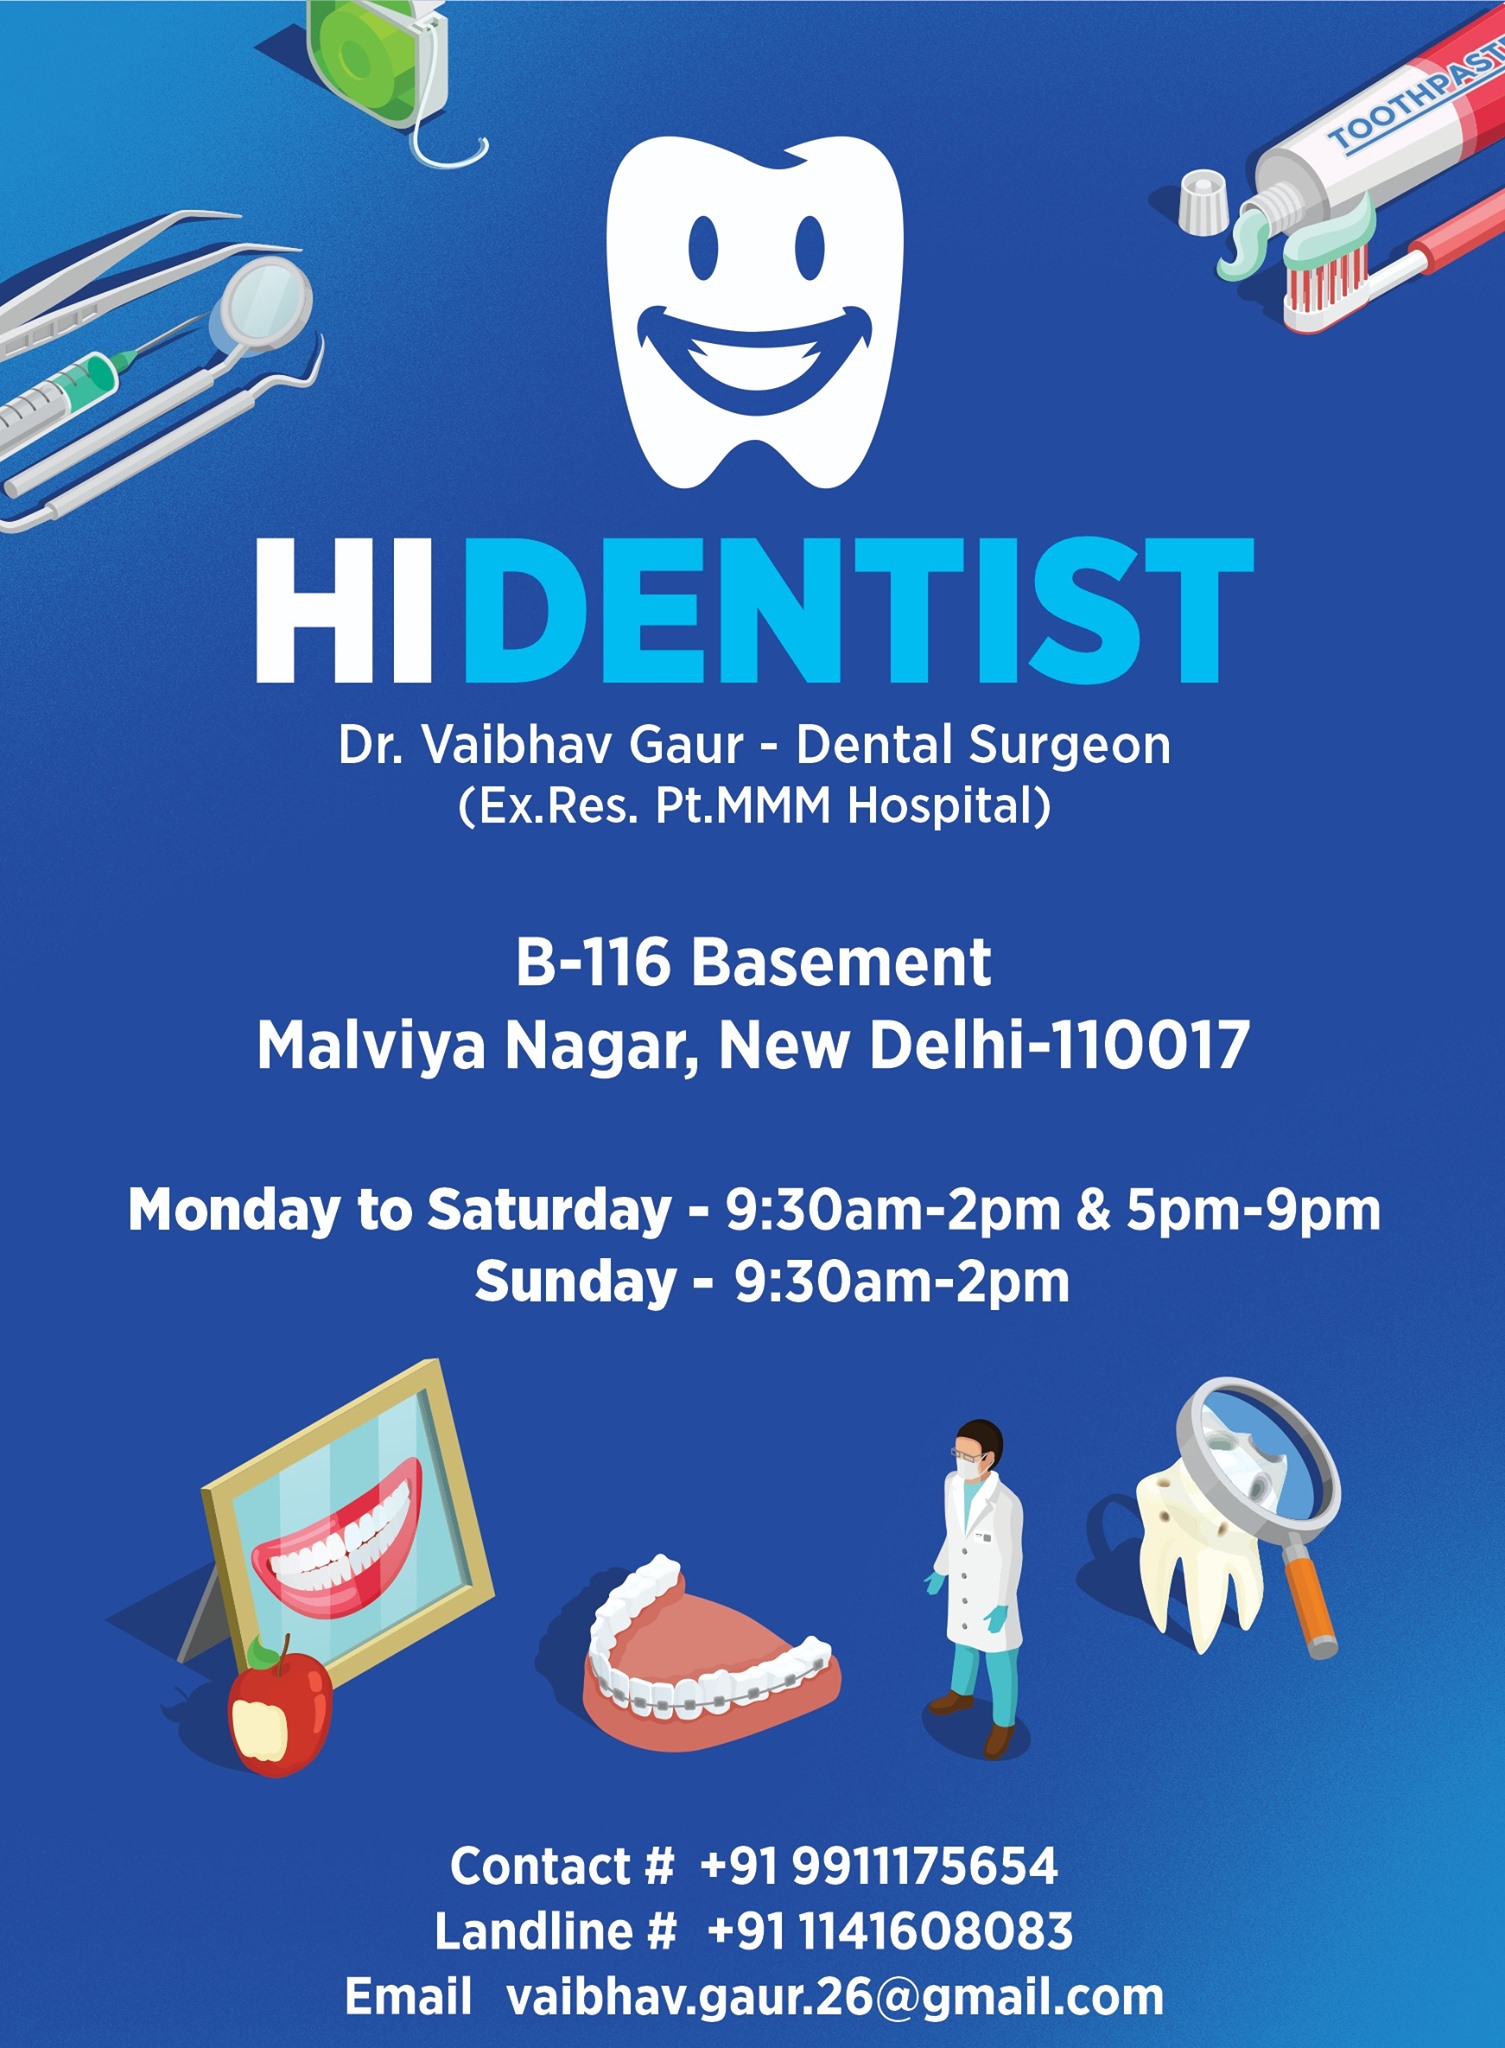 TOOTHPAST
HI DENTIST
Dr. Vaibhav Gaur - Dental Surgeon
(Ex.Res. Pt.MMM Hospital)
B-116 Basement
Malviya Nagar, New Delhi-110017
Monday to Saturday - 9:30am-2pm & 5pm-9pm
Sunday - 9:30am-2pm
Contact # +91 9911175654
Landline # +91 1141608083
Email vaibhav.gaur.26@gmail.com